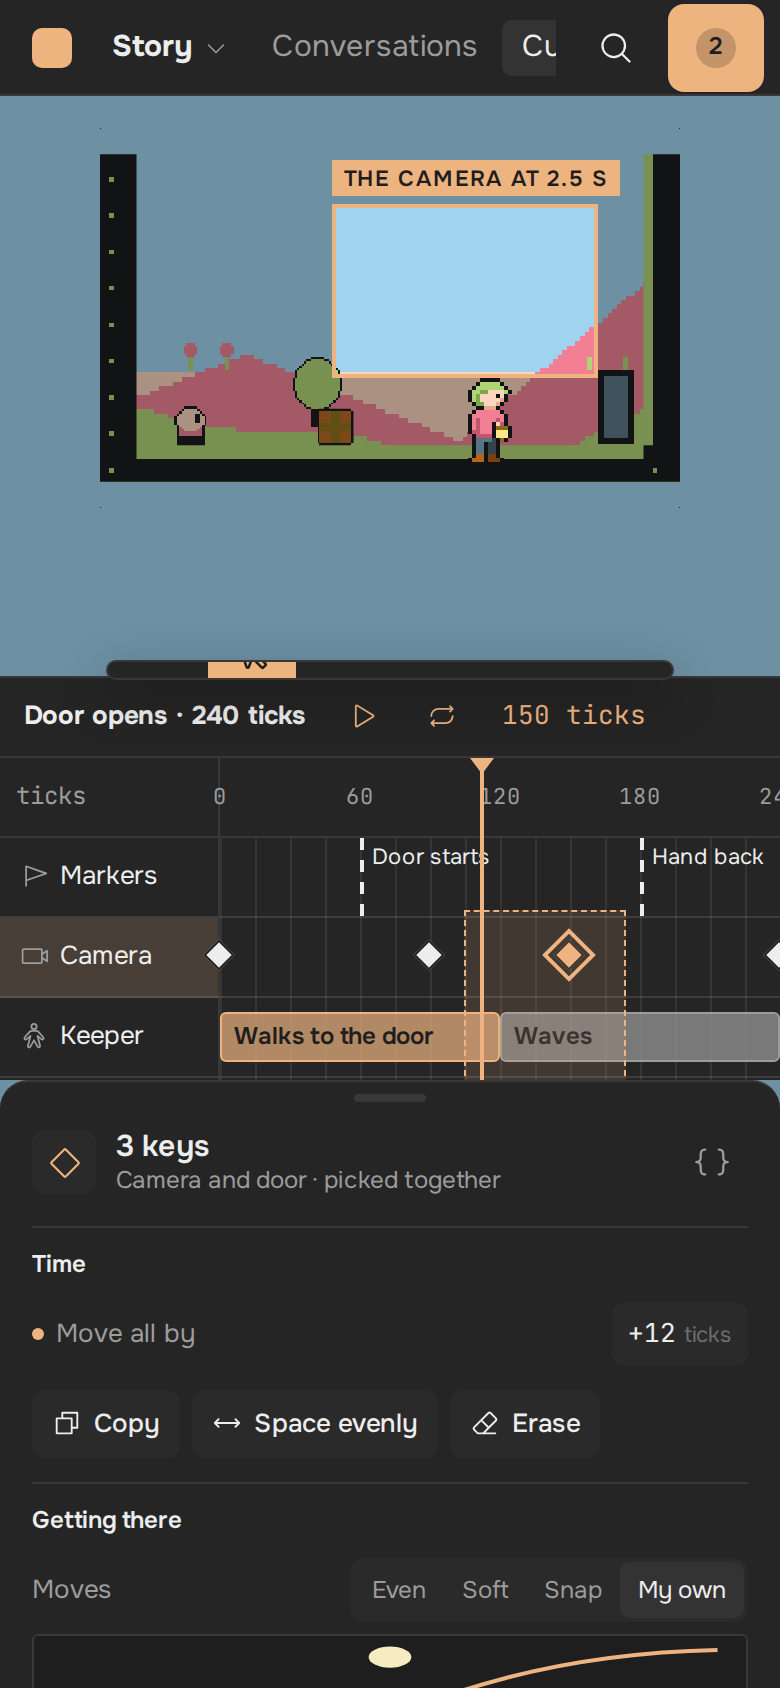 Story Conversations Cu 2
THE CAMERA AT 2.5 S
Door opens · 240 ticks 150 ticks
ticks 0 60 120 180 24
Markers Door starts Hand back
Camera
Keeper Walks to the door Waves
3 keys
Camera and door · picked together
{ }
Time
Move all by +12 ticks
Copy Space evenly Erase
Getting there
Moves Even Soft Snap My own